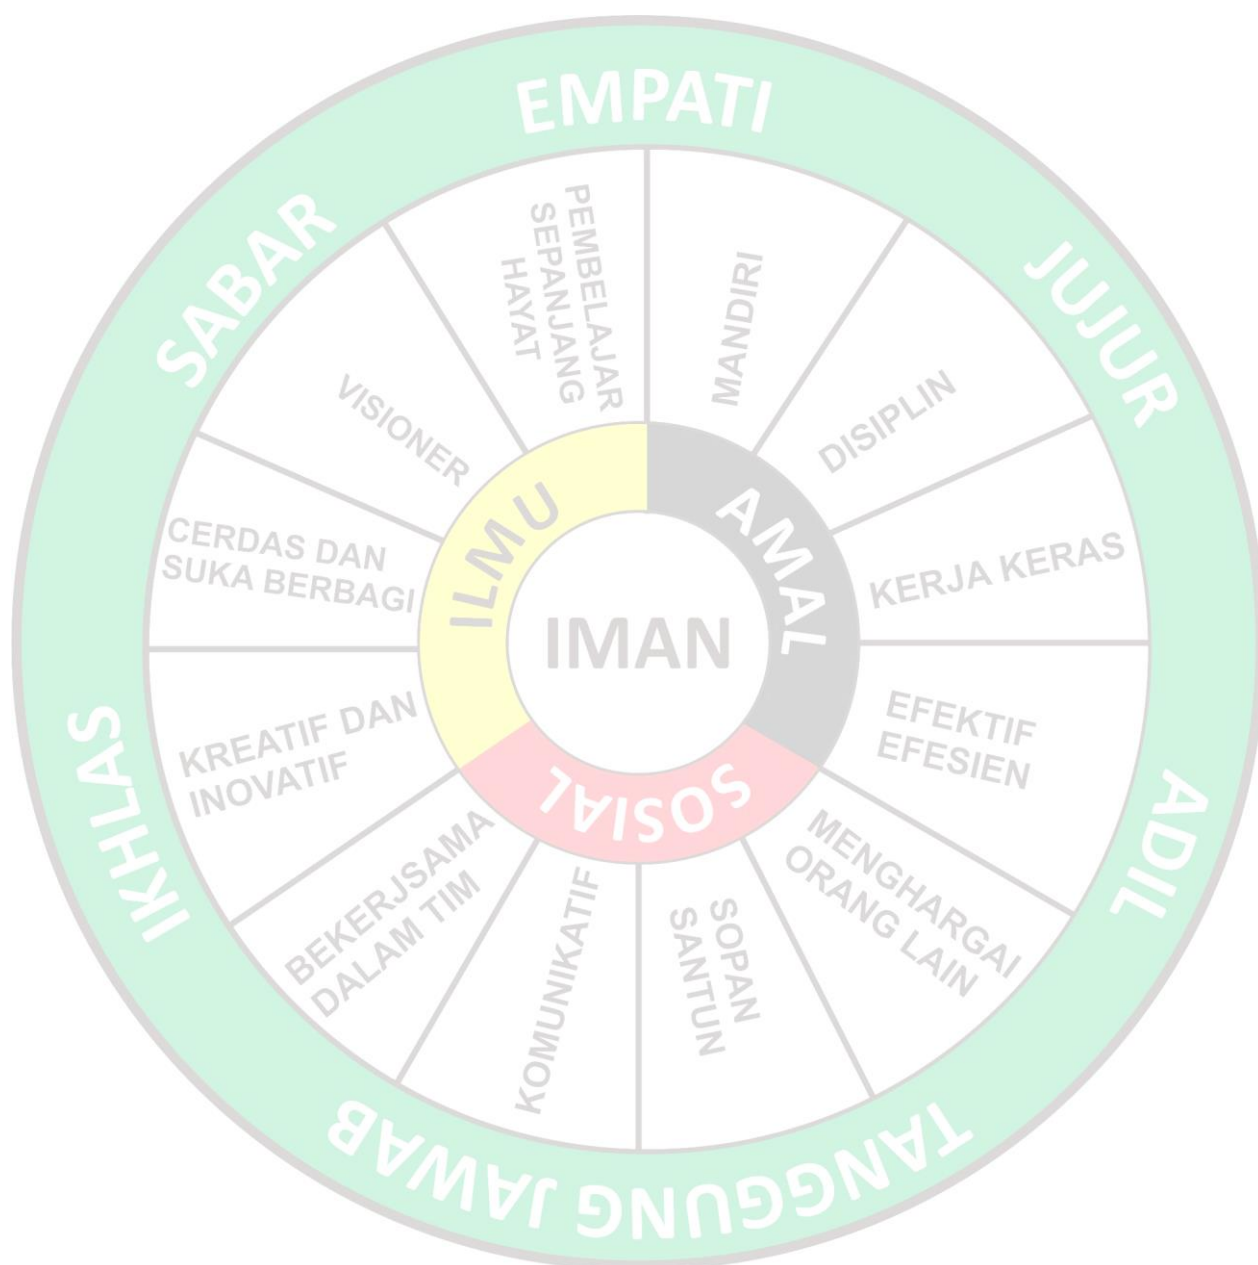 EMPATI
JUJUR
ADIL
TANGGUNG JAWAB
IKHLAS
SABAR
MANDIRI
DISIPLIN
KERJA KERAS
EFEKTIF
EFESIEN
MENGHARGAI
ORANG LAIN
SOPAN
SANTUN
KOMUNIKATIF
BEKERJSAMA
DALAM TIM
KREATIF DAN
INOVATIF
CERDAS DAN
SUKA BERBAGI
VISIONER
PEMBELAJAR
SEPANJANG
HAYAT
AMAL
SOSIAL
ILMU
IMAN